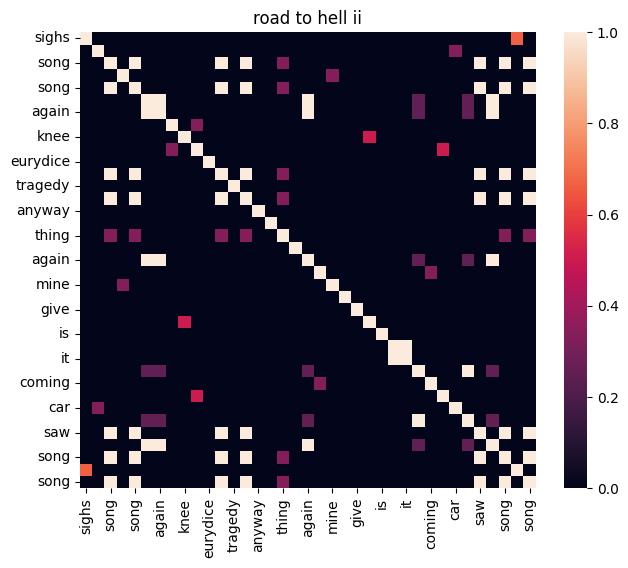 road to hell ii
sighs
song
song
again
knee
eurydice
tragedy
anyway
thing
again
mine
give
is
it
coming
car
saw
song
song
1.0
0.8
0.6
0.4
0.2
0.0
sighs
song
song
again
knee
eurydice
tragedy
anyway
thing
again
mine
give
is
it
coming
car
saw
song
song